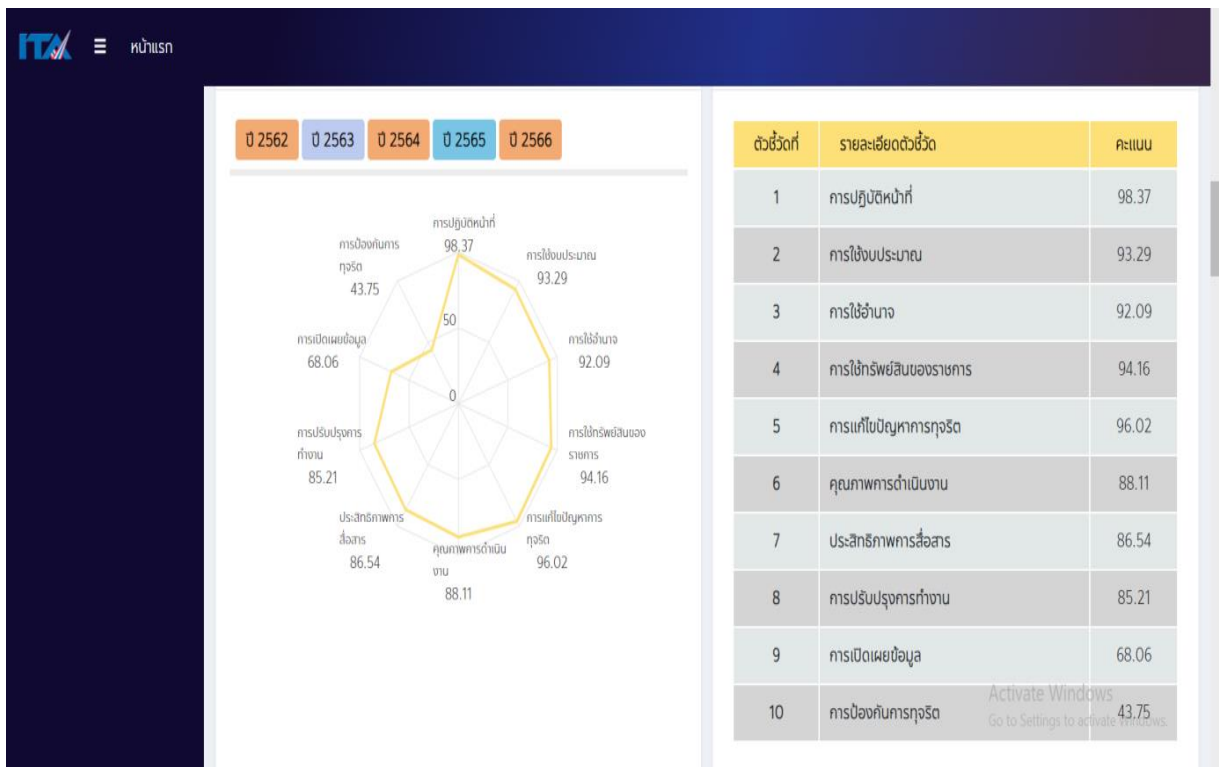 ITA
หน้าแรก
ปี 2562 ปี 2563 ปี 2564 ปี 2565 ปี 2566
การปฏิบัติหน้าที่
98.37
การใช้งบประมาณ
93.29
การใช้อำนาจ
92.09
การใช้ทรัพย์สินของ
ราชการ
94.16
การแก้ไขปัญหาการ
ทุจริต
96.02
คุณภาพการดำเนิน
งาน
88.11
ประสิทธิภาพการ
สื่อสาร
86.54
การปรับปรุงการ
ทำงาน
85.21
การเปิดเผยข้อมูล
68.06
การป้องกันการ
ทุจริต
43.75
50
0
ตัวชี้วัดที่ รายละเอียดตัวชี้วัด คะแนน
1 การปฏิบัติหน้าที่ 98.37
2 การใช้งบประมาณ 93.29
3 การใช้อำนาจ 92.09
4 การใช้ทรัพย์สินของราชการ 94.16
5 การแก้ไขปัญหาการทุจริต 96.02
6 คุณภาพการดำเนินงาน 88.11
7 ประสิทธิภาพการสื่อสาร 86.54
8 การปรับปรุงการทำงาน 85.21
9 การเปิดเผยข้อมูล 68.06
10 การป้องกันการทุจริต 43.75
Activate Windows
Go to Settings to activate Windows.